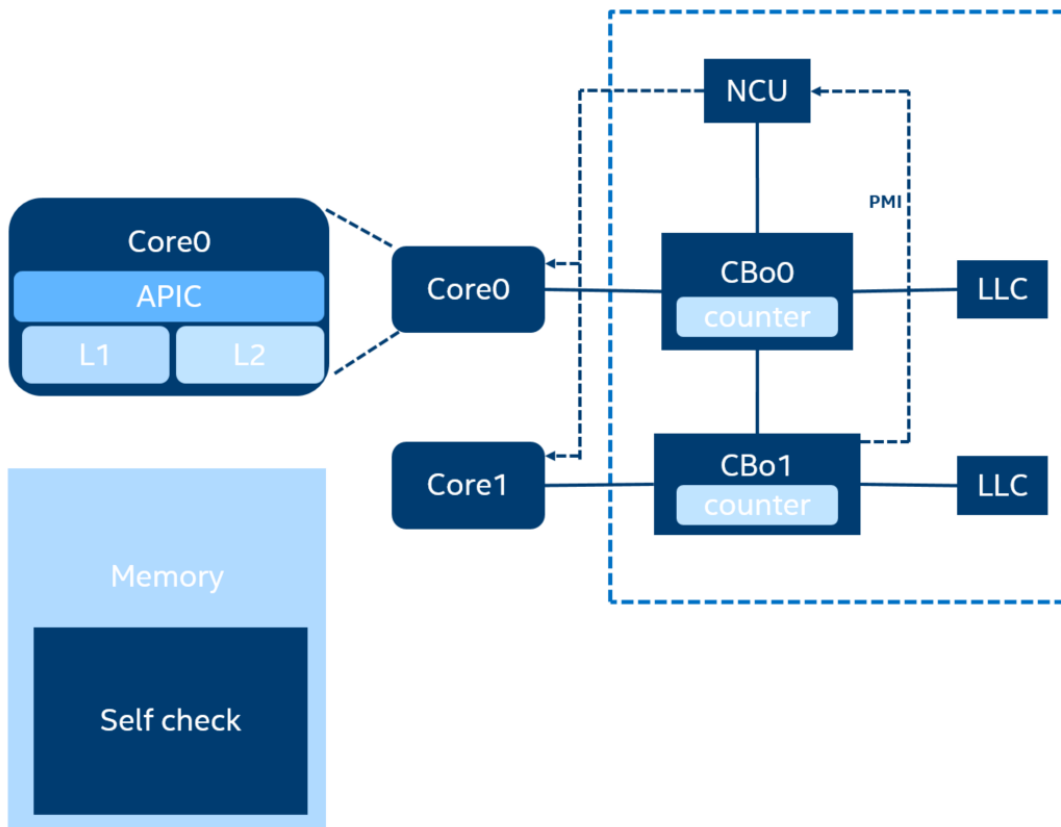 NCU
PMI
Core0
APIC
L1
L2
Core0
CBo0
counter
LLC
Core1
CBo1
counter
LLC
Memory
Self check